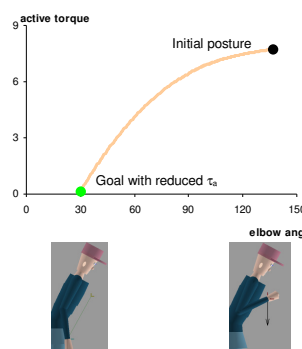 active torque
9
Initial posture
6
3
Goal with reduced τa
0
0 30 60 90 120 150
elbow ang